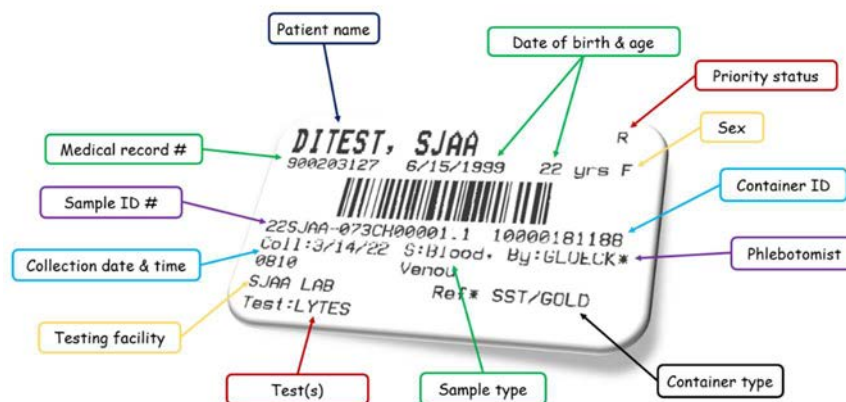 Patient name
Date of birth & age
Priority status
Sex
Medical record #
Container ID
Sample ID #
Phlebotomist
Collection date & time
Testing facility
Test(s)
Sample type
Container type
DITEST, SJAA
R
900203127 6/15/1999 22 yrs F
22SJAA-073CH00001.1 1000018118B
Coll:3/14/22 S:Blood, By:GLUECK*
0810 Venou
SJAA LAB Ref* SST/GOLD
Test:LYTES